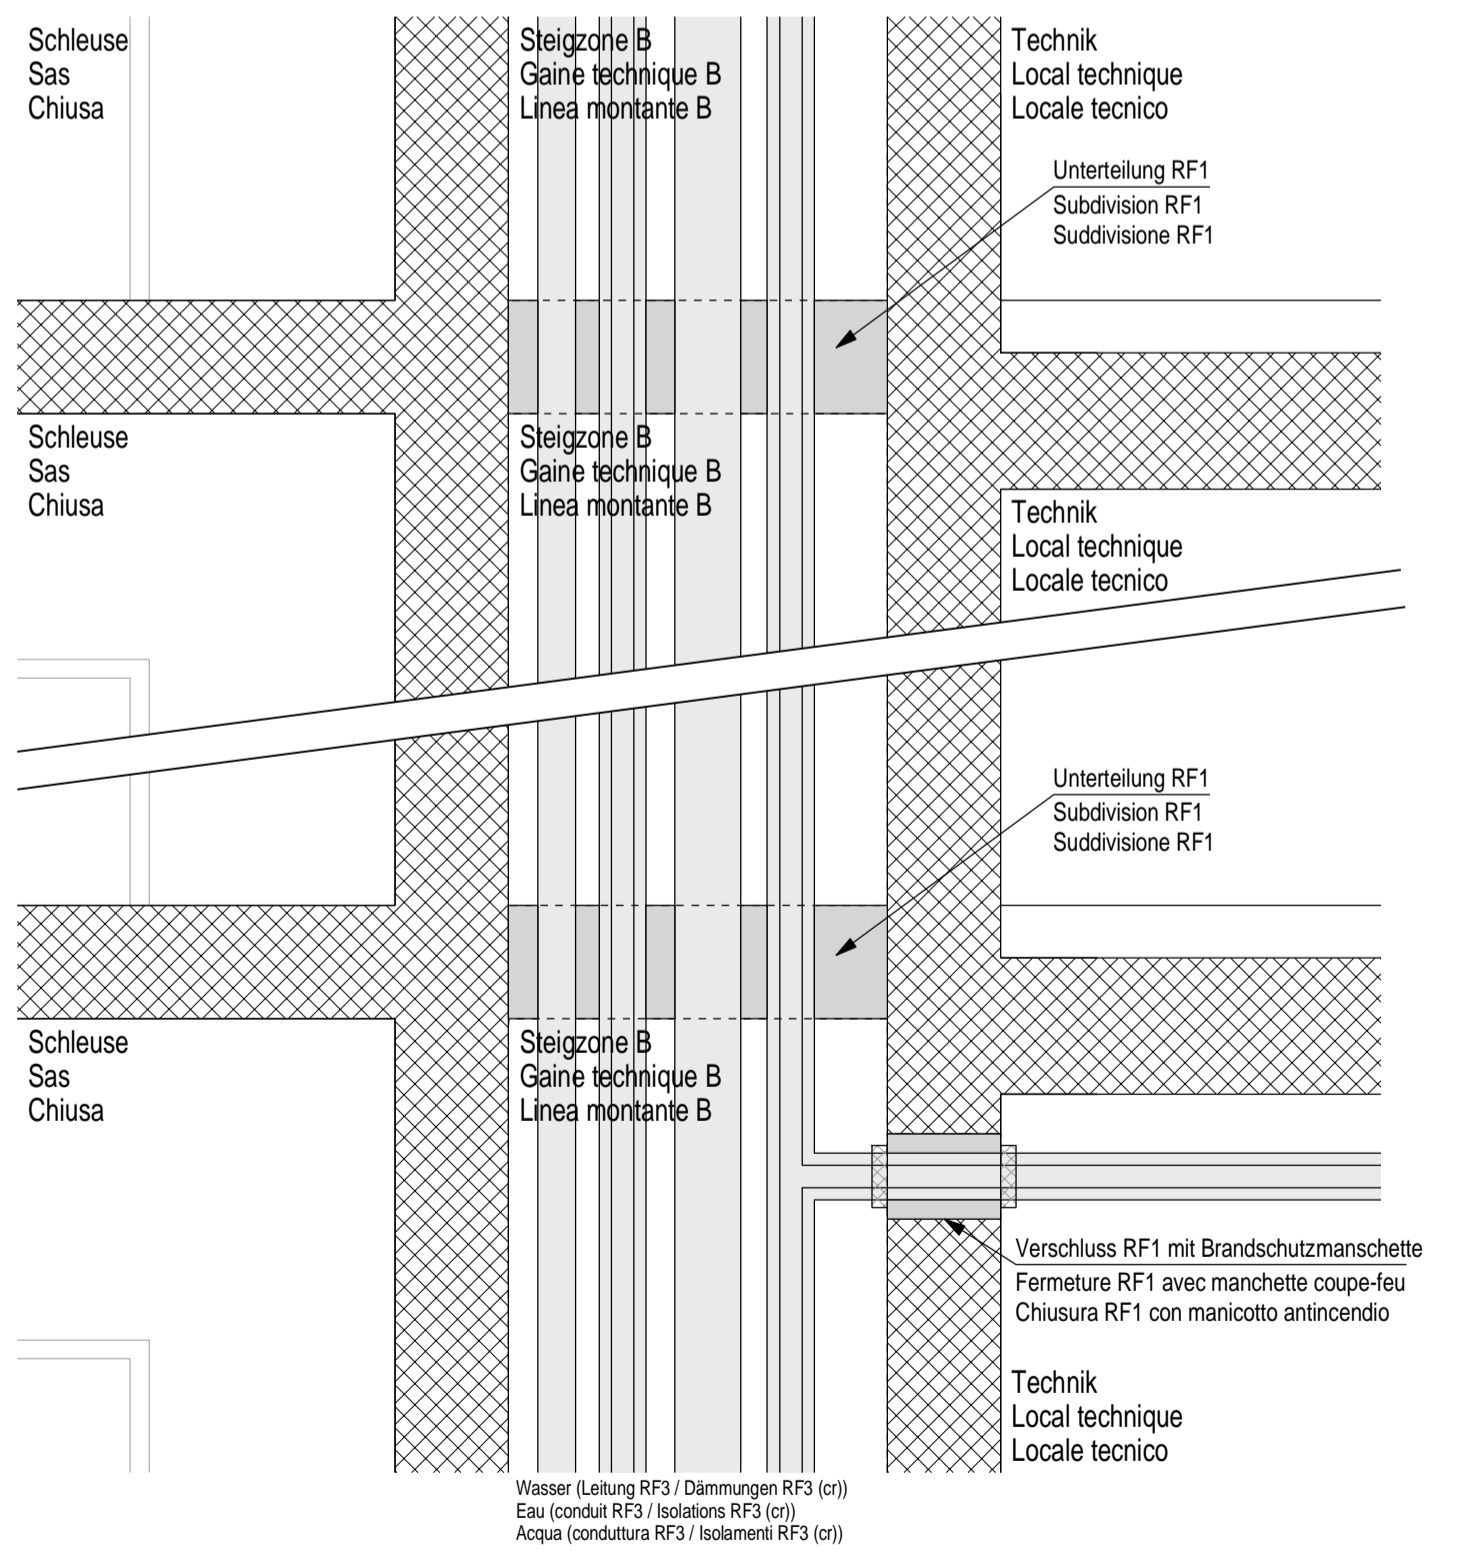 Schleuse
Sas
Chiusa
Steigzone B
Gaine technique B
Linea montante B
Technik
Local technique
Locale tecnico
Unterteilung RF1
Subdivision RF1
Suddivisione RF1
Schleuse
Sas
Chiusa
Steigzone B
Gaine technique B
Linea montante B
Technik
Local technique
Locale tecnico
Unterteilung RF1
Subdivision RF1
Suddivisione RF1
Schleuse
Sas
Chiusa
Steigzone B
Gaine technique B
Linea montante B
Verschluss RF1 mit Brandschutzmanschette
Fermeture RF1 avec manchette coupe-feu
Chiusura RF1 con manicotto antincendio
Technik
Local technique
Locale tecnico
Wasser (Leitung RF3 / Dämmungen RF3 (cr))
Eau (conduit RF3 / Isolations RF3 (cr))
Acqua (conduttura RF3 / Isolamenti RF3 (cr))